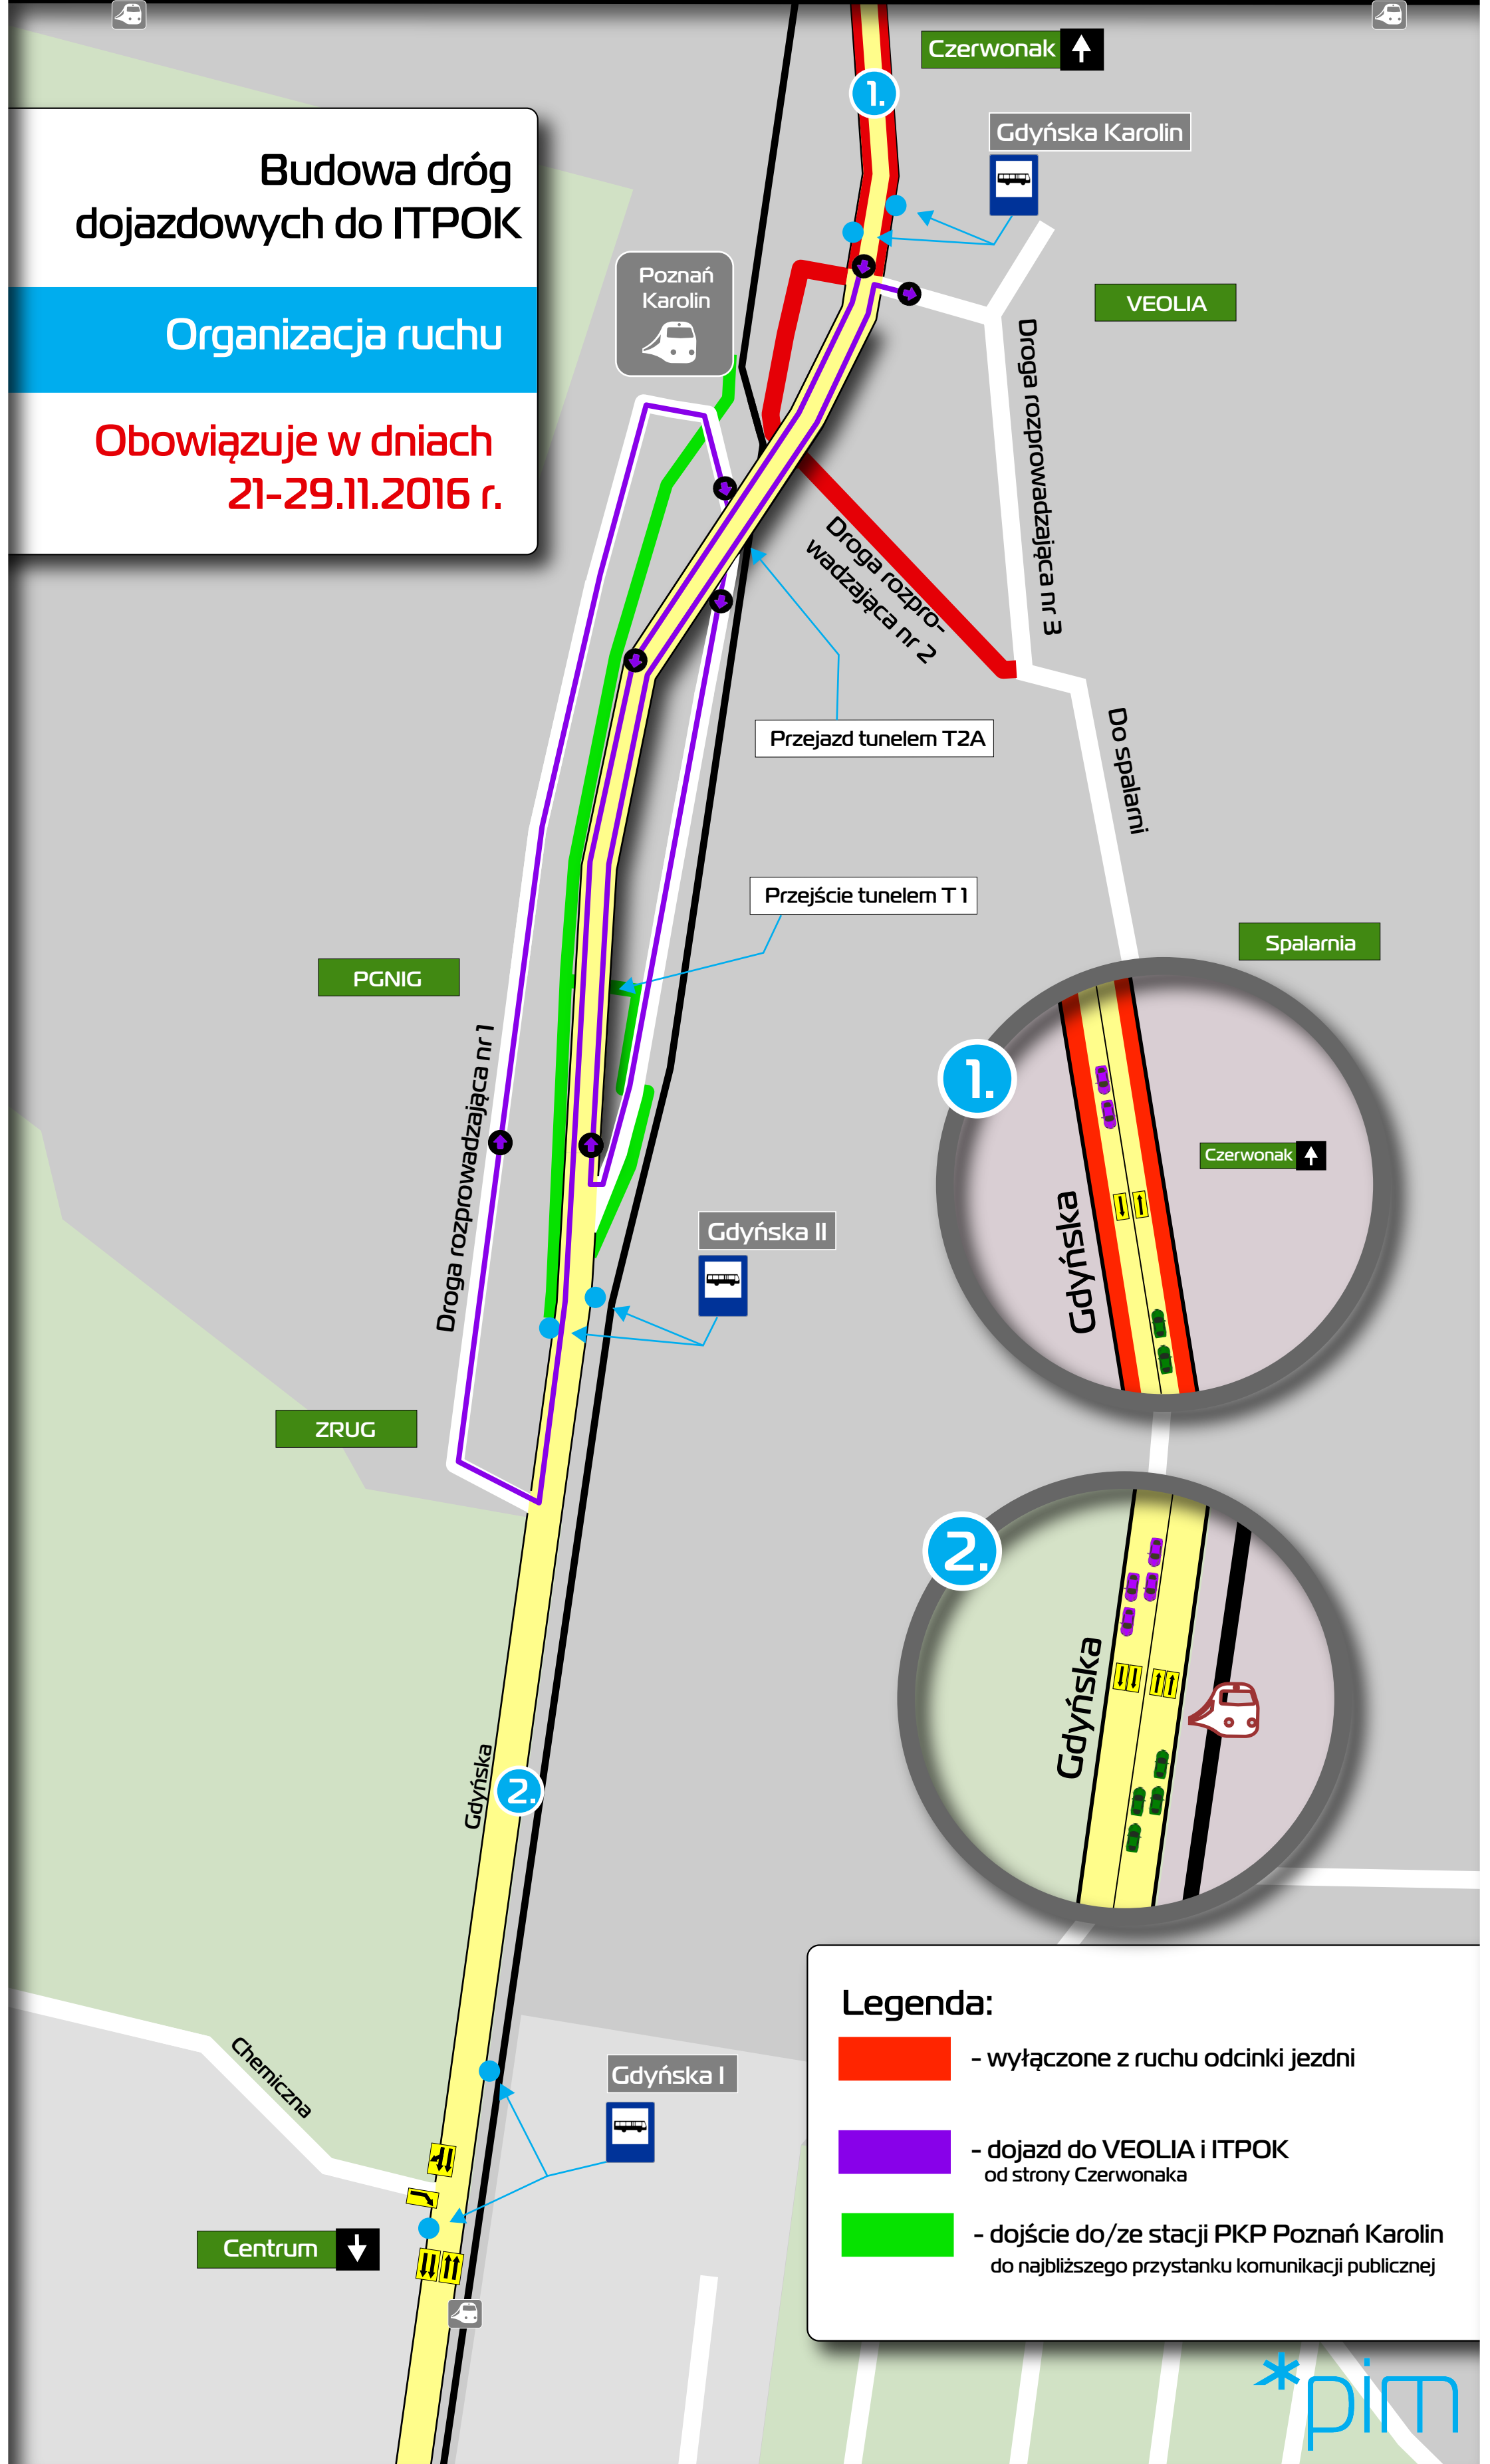 Czerwonak
1.
Gdyńska Karolin
Budowa dróg
dojazdowych do ITPOK
Organizacja ruchu
Obowiązuje w dniach
21-29.11.2016 r.
Poznań
Karolin
VEOLIA
Droga rozprowadzająca nr 3
Droga rozpro-
wadzająca nr 2
Przejazd tunelem T2A
Do spalarni
Przejście tunelem T1
Spalarnia
PGNIG
Droga rozprowadzająca nr 1
1.
Czerwonak
Gdyńska
Gdyńska II
ZRUG
2.
Gdyńska
Gdyńska
2.
Chemiczna
Gdyńska I
Centrum
Legenda:
- wyłączone z ruchu odcinki jezdni
- dojazd do VEOLIA i ITPOK
od strony Czerwonaka
- dojście do/ze stacji PKP Poznań Karolin
do najbliższego przystanku komunikacji publicznej
*pim